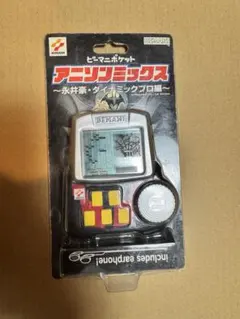 KONAMI
ビーマニポケット
アニソンミックス
〜永井豪・ダイナミックプロ編〜
BEMANI
includes earphone!